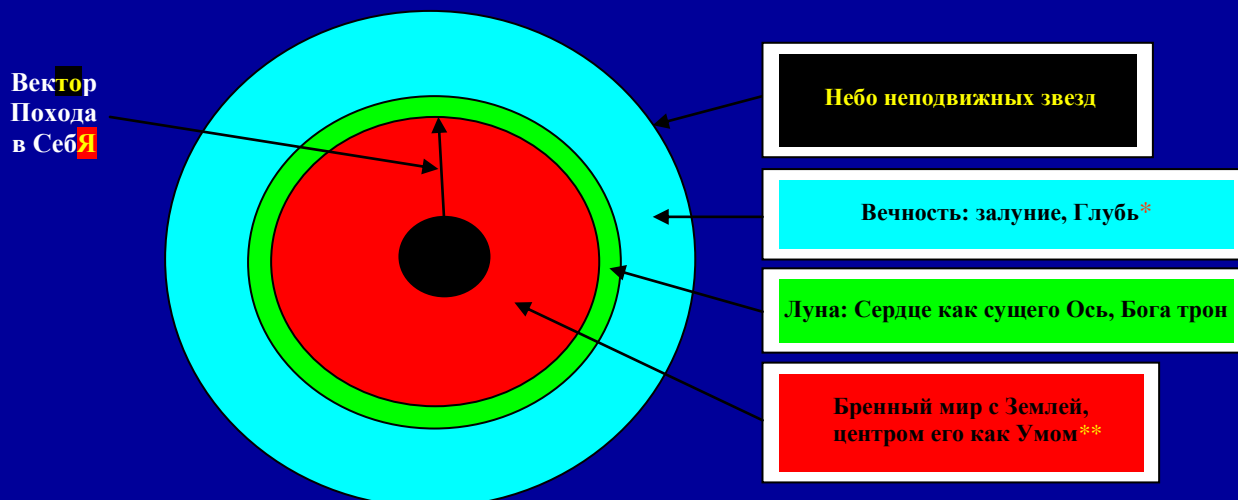 Вектор
Похода
в СебЯ
Небо неподвижных звезд
Вечность: залуние, Глубь*
Луна: Сердце как сущего Ось, Бога трон
Бренный мир с Землей,
центром его как Умом**